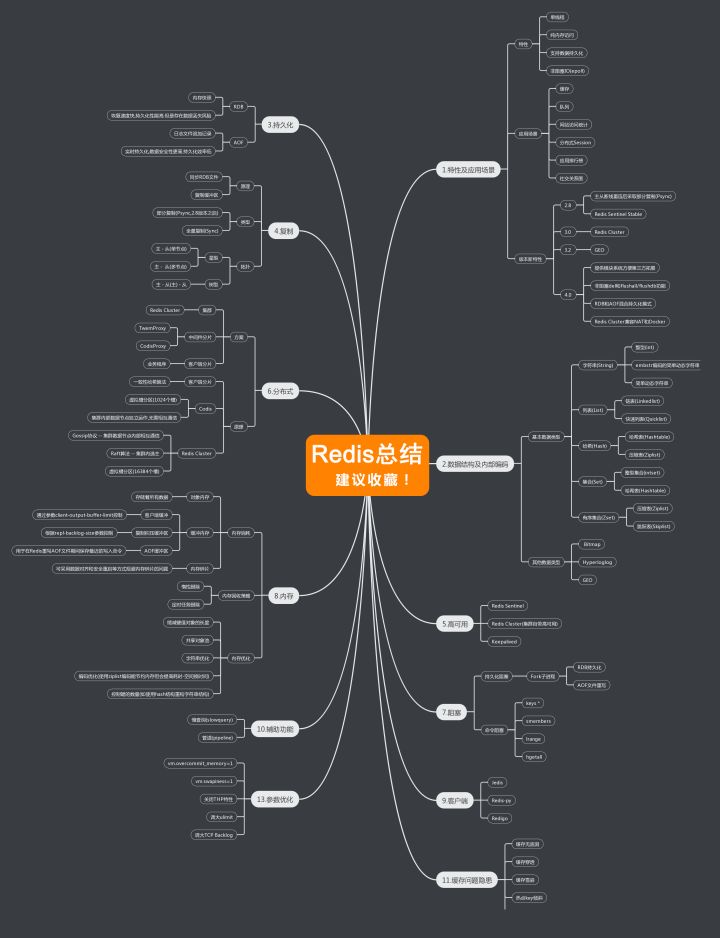 Redis总结
建议收藏！
1.特性及应用场景
特性
单线程
纯内存访问
支持数据持久化
非阻塞IO(epoll)
应用场景
缓存
队列
网站访问统计
分布式Session
应用排行榜
社交关系圈
版本新特性
2.8
主从断线重连后采取部分复制(Psync)
Redis Sentinel Stable
3.0
Redis Cluster
3.2
GEO
4.0
提供模块系统方便第三方拓展
非阻塞del和flushall/flushdb功能
RDB和AOF混合持久化模式
Redis Cluster兼容NAT和Docker
2.数据结构及内部编码
基本数据类型
字符串(String)
整型(int)
embstr编码的简单动态字符串
简单动态字符串
列表(List)
链表(Linkedlist)
快速列表(Quicklist)
哈希(Hash)
哈希表(Hashtable)
压缩表(Ziplist)
集合(Set)
整型集合(intset)
哈希表(Hashtable)
有序集合(Zset)
压缩表(Ziplist)
跳跃表(Skiplist)
其他数据类型
Bitmap
Hyperloglog
GEO
5.高可用
Redis Sentinel
Redis Cluster(集群自带高可用)
Keepalived
7.阻塞
持久化阻塞
Fork子进程
RDB持久化
AOF文件重写
命令阻塞
keys *
smembers
lrange
hgetall
9.客户端
Jedis
Redis-py
Redigo
11.缓存问题隐患
缓存无底洞
缓存穿透
缓存雪崩
热点key倾斜
3.持久化
RDB
内存快照
恢复速度快,持久化性能高,但是存在数据丢失风险
AOF
日志文件追加记录
实时持久化,数据安全性更高,持久化效率低
4.复制
原理
同步RDB文件
复制缓冲区
类型
部分复制(Psync,2.8版本之后)
全量复制(Sync)
拓扑
星型
主 - 从(单节点)
主 - 从(多节点)
树型
主 - 从(主) - 从
6.分布式
方案
集群
Redis Cluster
中间件分片
TwemProxy
CodisProxy
客户端分片
业务程序
原理
客户端分片
一致性哈希算法
Codis
虚拟槽分区(1024个槽)
集群内部数据节点独立运作,无需相互通信
Redis Cluster
Gossip协议 -- 集群数据节点内部相互通信
Raft算法 -- 集群内选主
虚拟槽分区(16384个槽)
8.内存
内存消耗
对象内存
存储着所有数据
缓冲内存
客户端缓冲
通过参数client-output-buffer-limit控制
复制积压缓冲区
根据repl-backlog-size参数控制
AOF缓冲区
用于在Redis重写AOF文件期间保存最近的写入命令
内存碎片
可采用数据对齐和安全重启等方式规避内存碎片的问题
内存回收策略
惰性删除
定时任务删除
内存优化
缩减键值对象的长度
共享对象池
字符串优化
编码优化(使用ziplist编码能节约内存但会提高耗时-空间换时间)
控制键的数量(如使用hash结构重构字符串结构)
10.辅助功能
慢查询(slowquery)
管道(pipeline)
13.参数优化
vm.overcommit_memory=1
vm.swapiness=1
关闭THP特性
调大ulimit
调大TCP Backlog